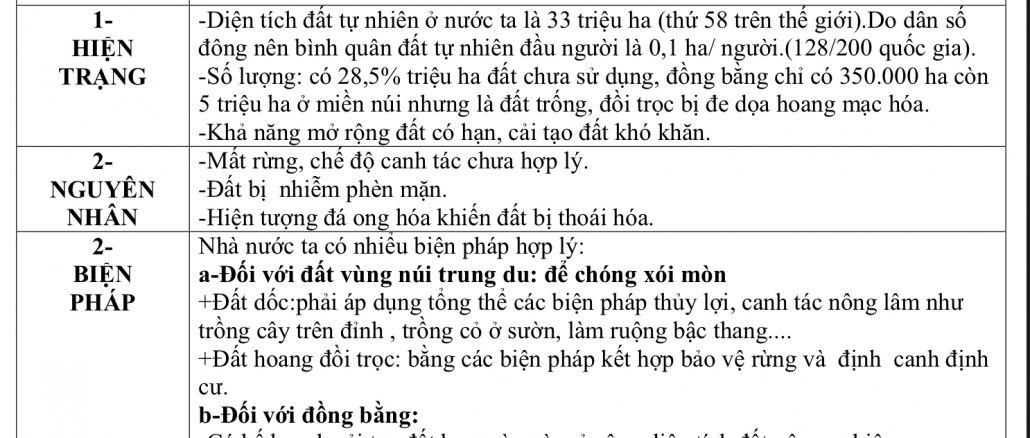 1-
HIỆN
TRẠNG
-Diện tích đất tự nhiên ở nước ta là 33 triệu ha (thứ 58 trên thế giới).Do dân số
đông nên bình quân đất tự nhiên đầu người là 0,1 ha/ người.(128/200 quốc gia).
-Số lượng: có 28,5% triệu ha đất chưa sử dụng, đồng bằng chỉ có 350.000 ha còn
5 triệu ha ở miền núi nhưng là đất trống, đồi trọc bị đe dọa hoang mạc hóa.
-Khả năng mở rộng đất có hạn, cải tạo đất khó khăn.
2-
NGUYÊN
NHÂN
-Mất rừng, chế độ canh tác chưa hợp lý.
-Đất bị nhiễm phèn mặn.
-Hiện tượng đá ong hóa khiến đất bị thoái hóa.
2-
BIỆN
PHÁP
Nhà nước ta có nhiều biện pháp hợp lý:
a-Đối với đất vùng núi trung du: để chóng xói mòn
+Đất dốc:phải áp dụng tổng thể các biện pháp thủy lợi, canh tác nông lâm như
trồng cây trên đỉnh , trồng cỏ ở sườn, làm ruộng bậc thang....
+Đất hoang đồi trọc: bằng các biện pháp kết hợp bảo vệ rừng và định canh định
cư.
b-Đối với đồng bằng: